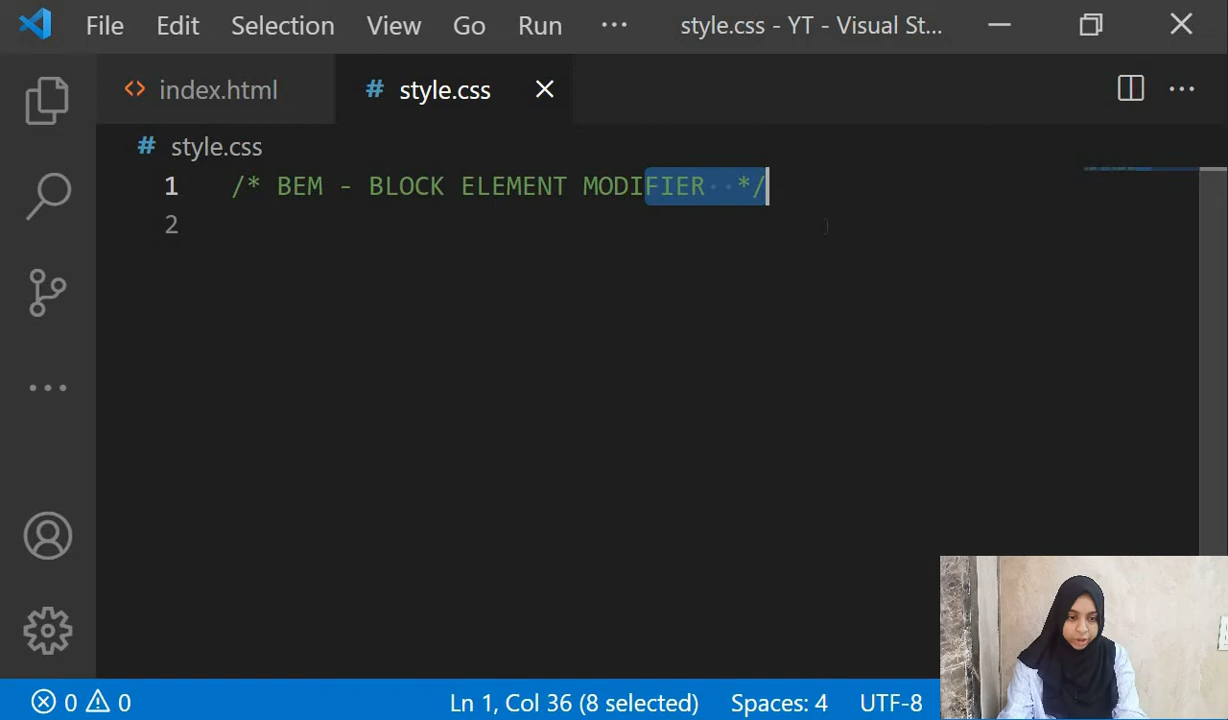 File Edit Selection View Go Run ··· style.css - YT - Visual St...
<> index.html # style.css
# style.css
1 /* BEM - BLOCK ELEMENT MODIFIER  */
2
0 0 Ln 1, Col 36 (8 selected) Spaces: 4 UTF-8